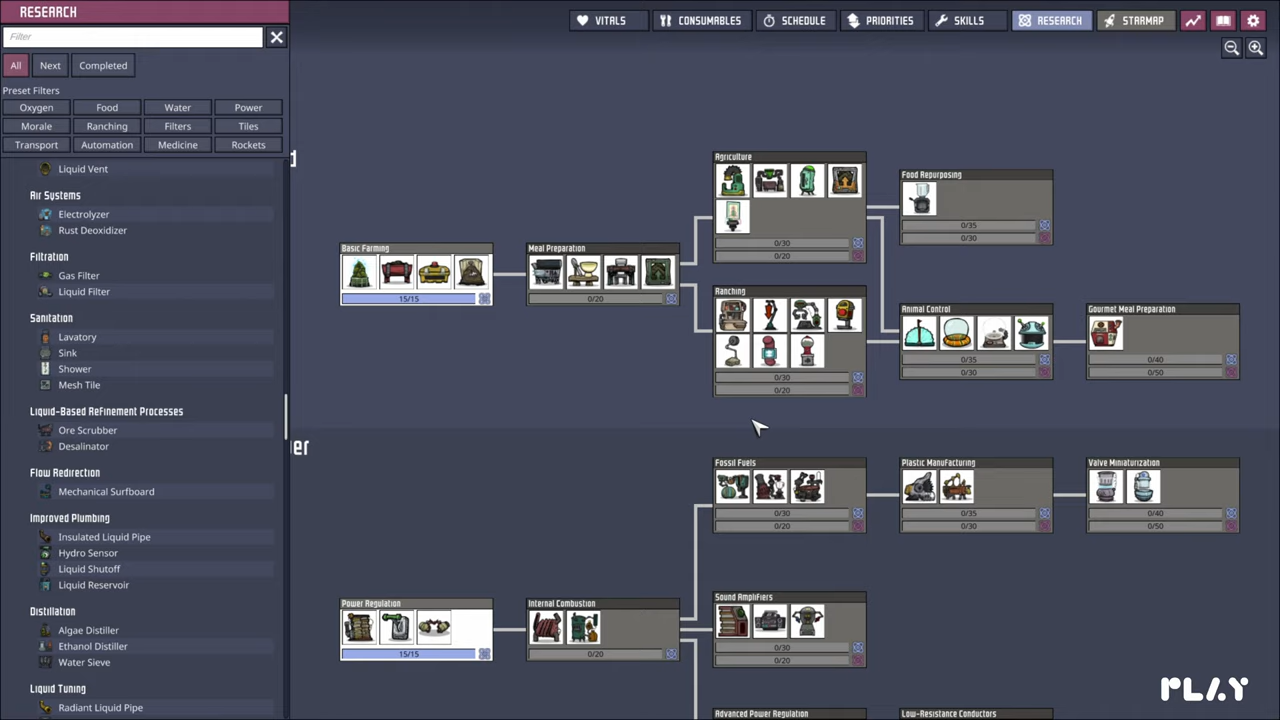 RESEARCH
VITALS
CONSUMABLES
SCHEDULE
PRIORITIES
SKILLS
RESEARCH
STARMAP
Filter
All
Next
Completed
Preset Filters
Oxygen
Food
Water
Power
Morale
Ranching
Filters
Tiles
Transport
Automation
Medicine
Rockets
Liquid Vent
Air Systems
Electrolyzer
Rust Deoxidizer
Filtration
Gas Filter
Liquid Filter
Sanitation
Lavatory
Sink
Shower
Mesh Tile
Liquid-Based Refinement Processes
Ore Scrubber
Desalinator
Flow Redirection
Mechanical Surfboard
Improved Plumbing
Insulated Liquid Pipe
Hydro Sensor
Liquid Shutoff
Liquid Reservoir
Distillation
Algae Distiller
Ethanol Distiller
Water Sieve
Liquid Tuning
Radiant Liquid Pipe
d
Basic Farming
15/15
Meal Preparation
0/20
Agriculture
0/30
0/20
Food Repurposing
0/35
0/30
Ranching
0/30
0/20
Animal Control
0/35
0/30
Gourmet Meal Preparation
0/40
0/50
er
Fossil Fuels
0/30
0/20
Plastic Manufacturing
0/35
0/30
Valve Miniaturization
0/40
0/50
Power Regulation
15/15
Internal Combustion
0/20
Sound Amplifiers
0/30
0/20
Advanced Power Regulation
Low-Resistance Conductors
PLAY